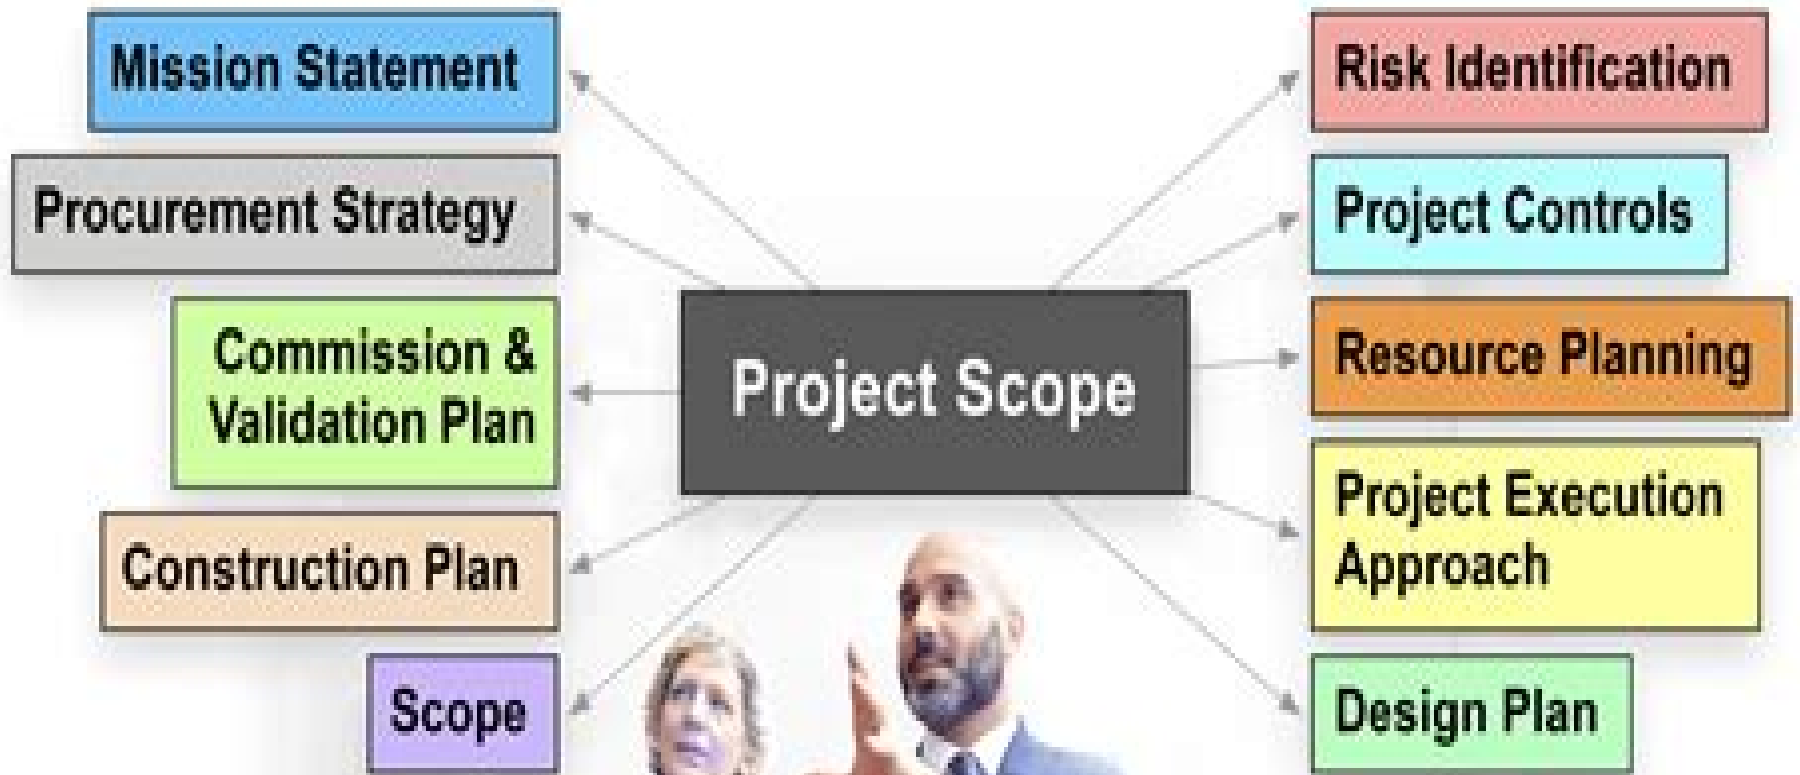 Mission Statement
Procurement Strategy
Commission &
Validation Plan
Construction Plan
Scope
Project Scope
Risk Identification
Project Controls
Resource Planning
Project Execution
Approach
Design Plan